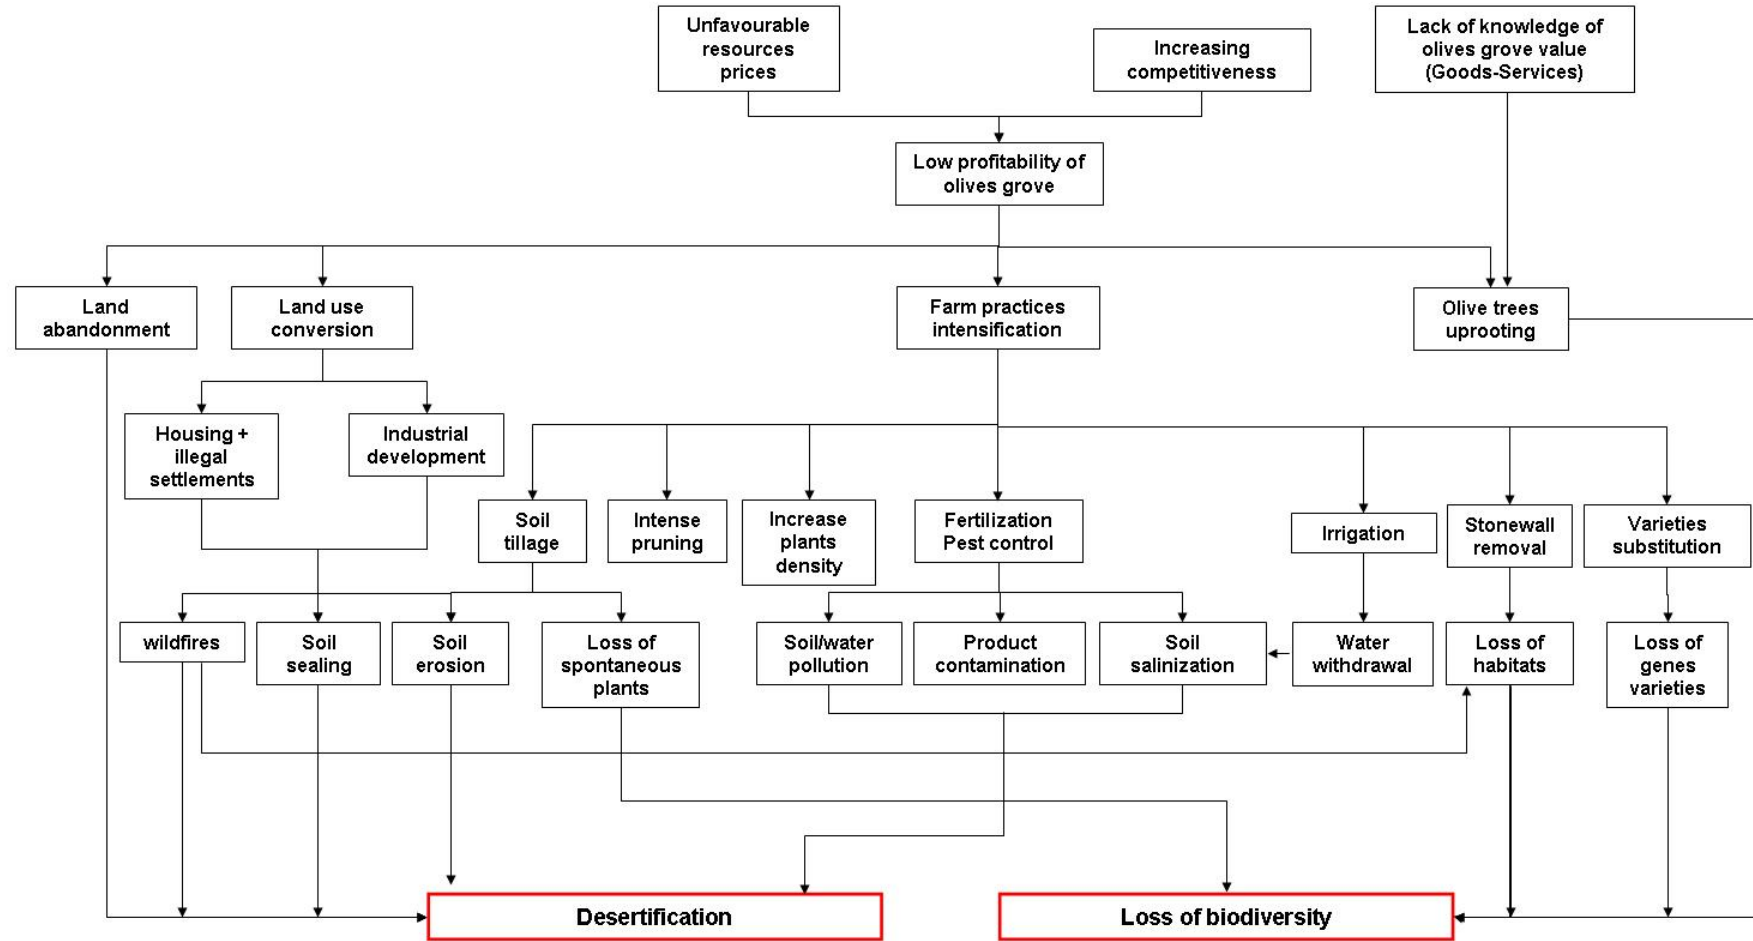 Unfavourable
resources
prices
Increasing
competitiveness
Lack of knowledge of
olives grove value
(Goods-Services)
Low profitability of
olives grove
Land
abandonment
Land use
conversion
Farm practices
intensification
Olive trees
uprooting
Housing +
illegal
settlements
Industrial
development
Soil
tillage
Intense
pruning
Increase
plants
density
Fertilization
Pest control
Irrigation
Stonewall
removal
Varieties
substitution
wildfires
Soil
sealing
Soil
erosion
Loss of
spontaneous
plants
Soil/water
pollution
Product
contamination
Soil
salinization
Water
withdrawal
Loss of
habitats
Loss of
genes
varieties
Desertification
Loss of biodiversity